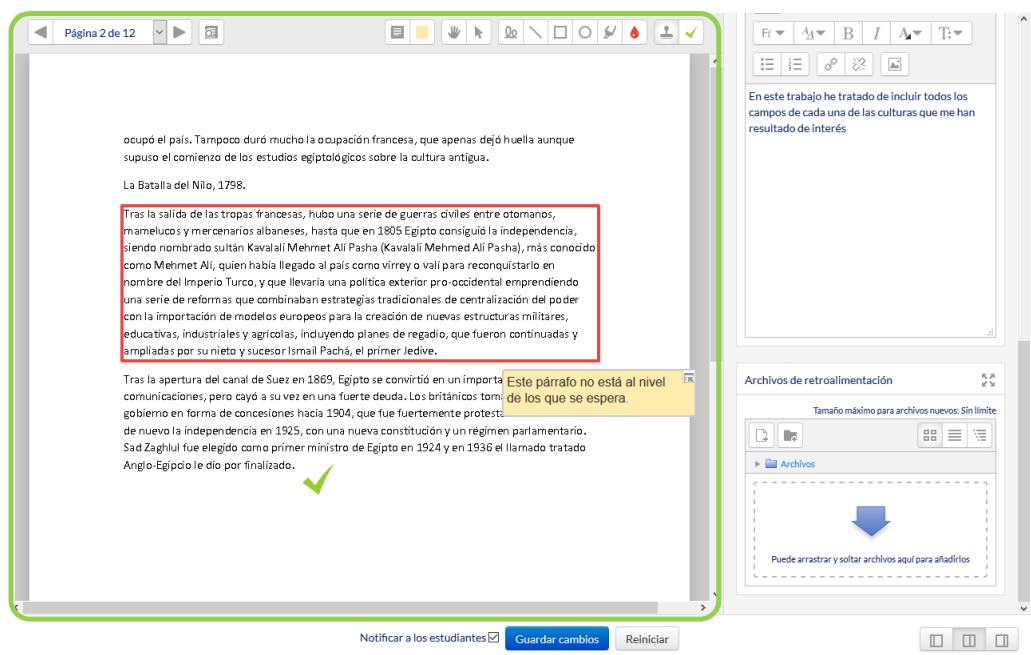 Página 2 de 12
ocupó el país. Tampoco duró mucho la ocupación francesa, que apenas dejó huella aunque
supuso el comienzo de los estudios egiptológicos sobre la cultura antigua.
La Batalla del Nilo, 1798.
Tras la salida de las tropas francesas, hubo una serie de guerras civiles entre otomanos,
mamelucos y mercenarios albaneses, hasta que en 1805 Egipto consiguió la independencia,
siendo nombrado sultán Kavalali Mehmet Alí Pasha (Kavalali Mehmed Ali Pasha), más conocido
como Mehmet Alí, quien había llegado al país como virrey o valí para reconquistarlo en
nombre del Imperio Turco, y que llevaría una política exterior pro-occidental emprendiendo
una serie de reformas que combinaban estrategias tradicionales de centralización del poder
con la importación de modelos europeos para la creación de nuevas estructuras militares,
educativas, industriales y agrícolas, incluyendo planes de regadío, que fueron continuadas y
ampliadas por su nieto y sucesor Ismail Pachá, el primer Jedive.
Tras la apertura del canal de Suez en 1869, Egipto se convirtió en un importa
comunicaciones, pero cayó a su vez en una fuerte deuda. Los británicos toma
gobierno en forma de concesiones hacia 1904, que fue fuertemente protesta
de nuevo la independencia en 1925, con una nueva constitución y un régimen parlamentario.
Sad Zaghlul fue elegido como primer ministro de Egipto en 1924 y en 1936 el llamado tratado
Anglo-Egipcio le dio por finalizado.
Este párrafo no está al nivel
de los que se espera.
En este trabajo he tratado de incluir todos los
campos de cada una de las culturas que me han
resultado de interés
Archivos de retroalimentación
Tamaño máximo para archivos nuevos: Sin límite
Archivos
Puede arrastrar y soltar archivos aquí para añadirlos
Notificar a los estudiantes
Guardar cambios
Reiniciar